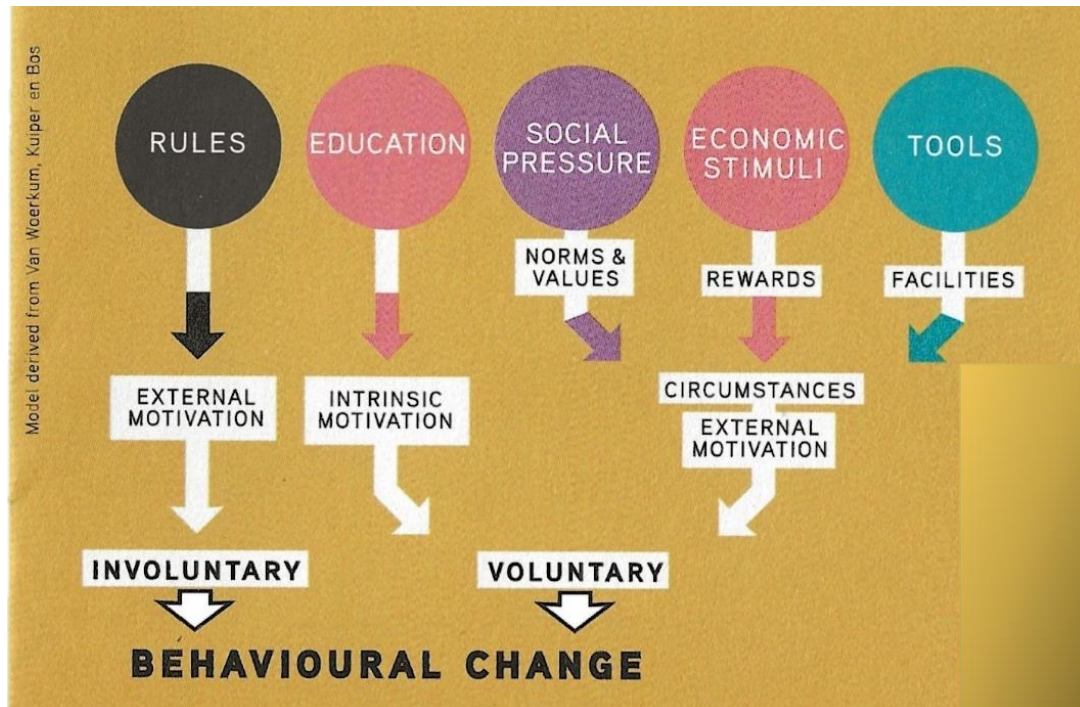 Model derived from Van Woerkum, Kuiper en Bos
RULES
EDUCATION
SOCIAL
PRESSURE
ECONOMIC
STIMULI
TOOLS
NORMS &
VALUES
REWARDS
FACILITIES
EXTERNAL
MOTIVATION
INTRINSIC
MOTIVATION
CIRCUMSTANCES
EXTERNAL
MOTIVATION
INVOLUNTARY
VOLUNTARY
BEHAVIOURAL CHANGE